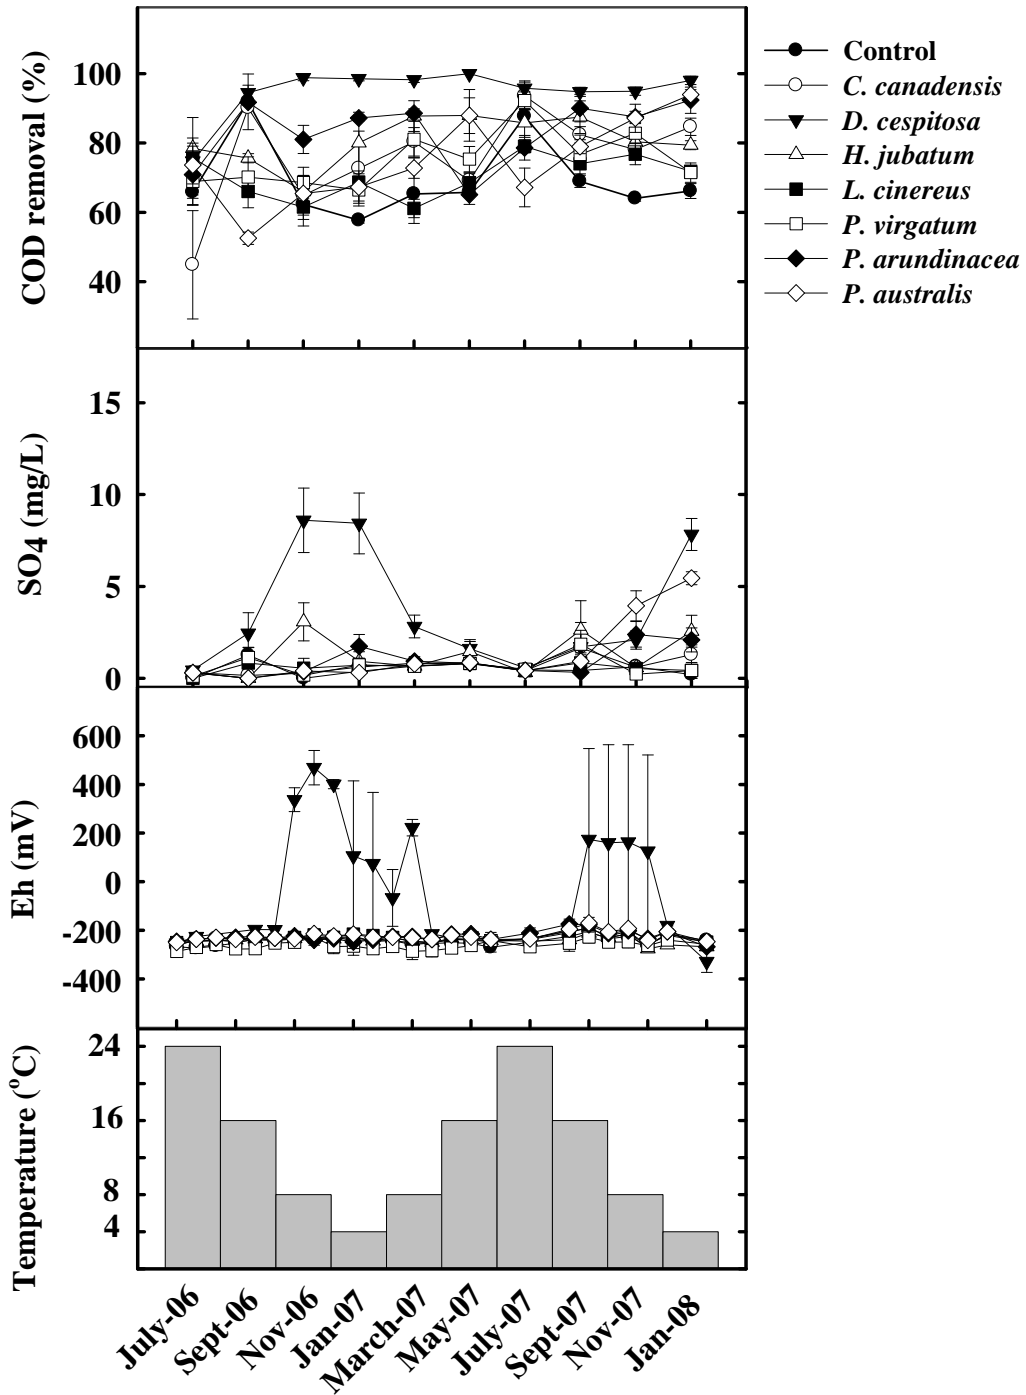 COD removal (%)
100
80
60
40
Control
C. canadensis
D. cespitosa
H. jubatum
L. cinereus
P. virgatum
P. arundinacea
P. australis
SO4 (mg/L)
15
10
5
0
Eh (mV)
600
400
200
0
-200
-400
Temperature (°C)
24
16
8
4
July-06
Sept-06
Nov-06
Jan-07
March-07
May-07
July-07
Sept-07
Nov-07
Jan-08